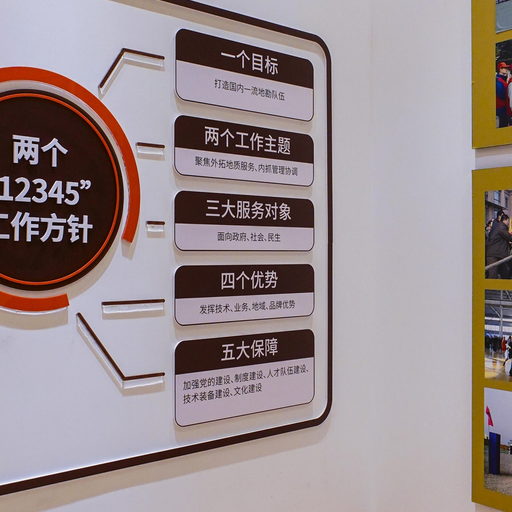 两个
12345”
工作方针
一个目标
打造国内一流地勘队伍
两个工作主题
聚焦外拓地质服务、内抓管理协调
三大服务对象
面向政府、社会、民生
四个优势
发挥技术、业务、地域、品牌优势
五大保障
加强党的建设、制度建设、人才队伍建设、
技术装备建设、文化建设